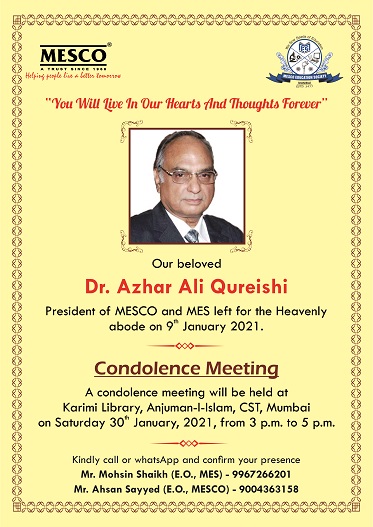 MESCO®
A TRUST SINCE 1968
Helping people live a better tomorrow
MESCO EDUCATION SOCIETY
"You Will Live In Our Hearts And Thoughts Forever"
Our beloved
Dr. Azhar Ali Qureishi
President of MESCO and MES left for the Heavenly
abode on 9th January 2021.
Condolence Meeting
A condolence meeting will be held at
Karimi Library, Anjuman-I-Islam, CST, Mumbai
on Saturday 30th January, 2021, from 3 p.m. to 5 p.m.
Kindly call or whatsApp and confirm your presence
Mr. Mohsin Shaikh (E.O., MES) - 9967266201
Mr. Ahsan Sayyed (E.O., MESCO) - 9004363158